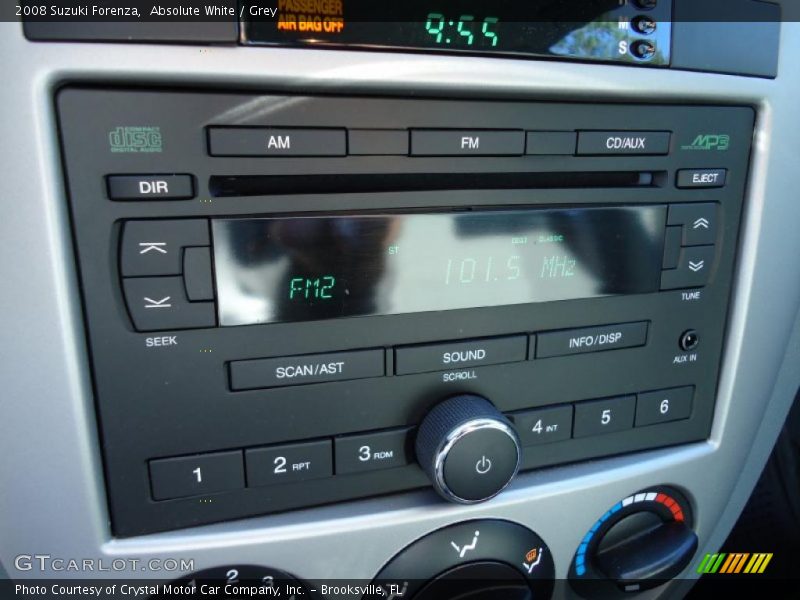 2008 Suzuki Forenza, Absolute White / Grey
PASSENGER
AIR BAG OFF
9:55
M
S
COMPACT
disc
DIGITAL AUDIO
AM
FM
CD/AUX
MP3
DIR
EJECT
ST
CLASSIC
FM2
101.5 MHz
SEEK
TUNE
SCAN/AST
SOUND
INFO/DISP
SCROLL
AUX IN
1
2 RPT
3 RDM
4 INT
5
6
2
3
GTCARLOT.COM
Photo Courtesy of Crystal Motor Car Company, Inc. – Brooksville, FL